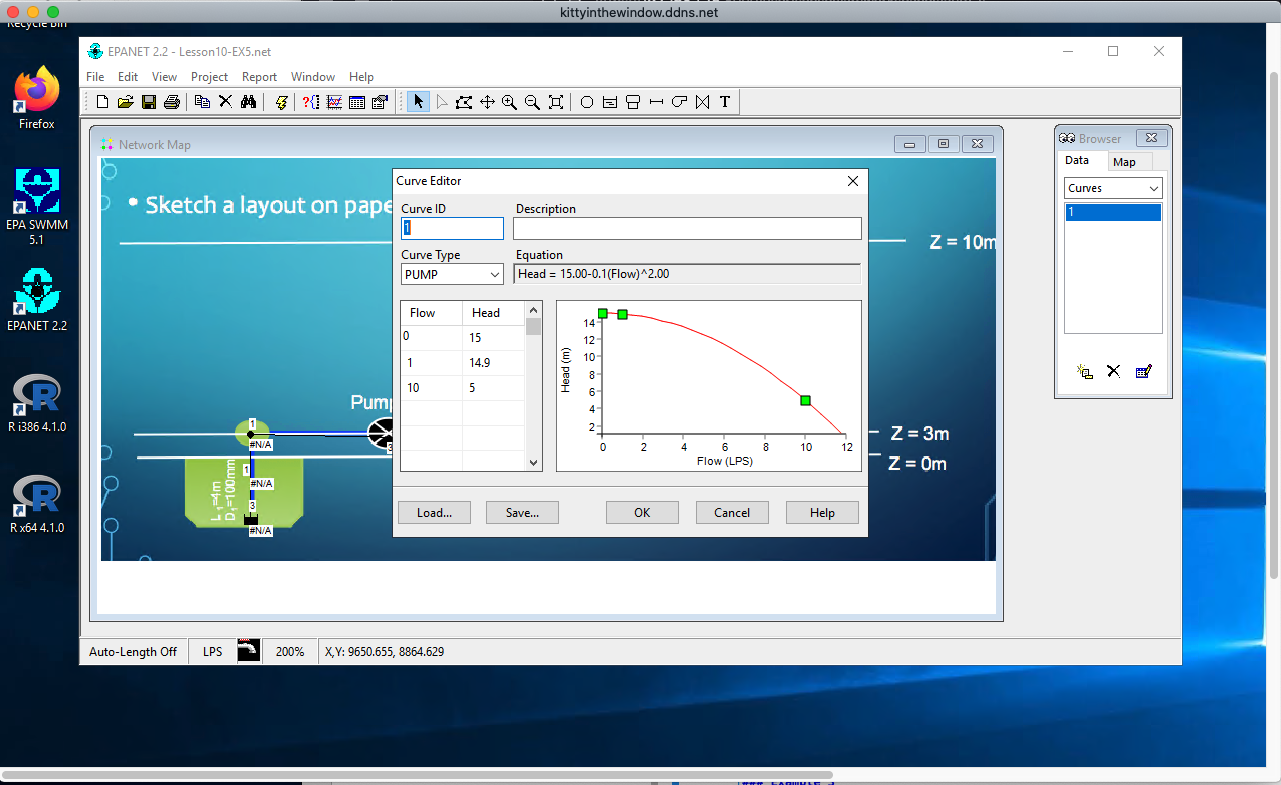 kittyinthewindow.ddns.net
Recycle Bin
Firefox
EPA SWMM
5.1
EPANET 2.2
R i386 4.1.0
R x64 4.1.0
EPANET 2.2 - Lesson10-EX5.net
File Edit View Project Report Window Help
T
Network Map
• Sketch a layout on pape
Z = 10m
Pump
Z = 3m
Z = 0m
1
#N/A
1
#N/A
3
#N/A
L1=4m
D1=100mm
Curve Editor
Curve ID Description
1
Curve Type Equation
PUMP Head = 15.00-0.1(Flow)^2.00
Flow Head
0 15
1 14.9
10 5
Head (m)
14
12
10
8
6
4
2
0 2 4 6 8 10 12
Flow (LPS)
Load... Save... OK Cancel Help
Browser
Data Map
Curves
1
Auto-Length Off LPS 200% X,Y: 9650.655, 8864.629
### Example 5